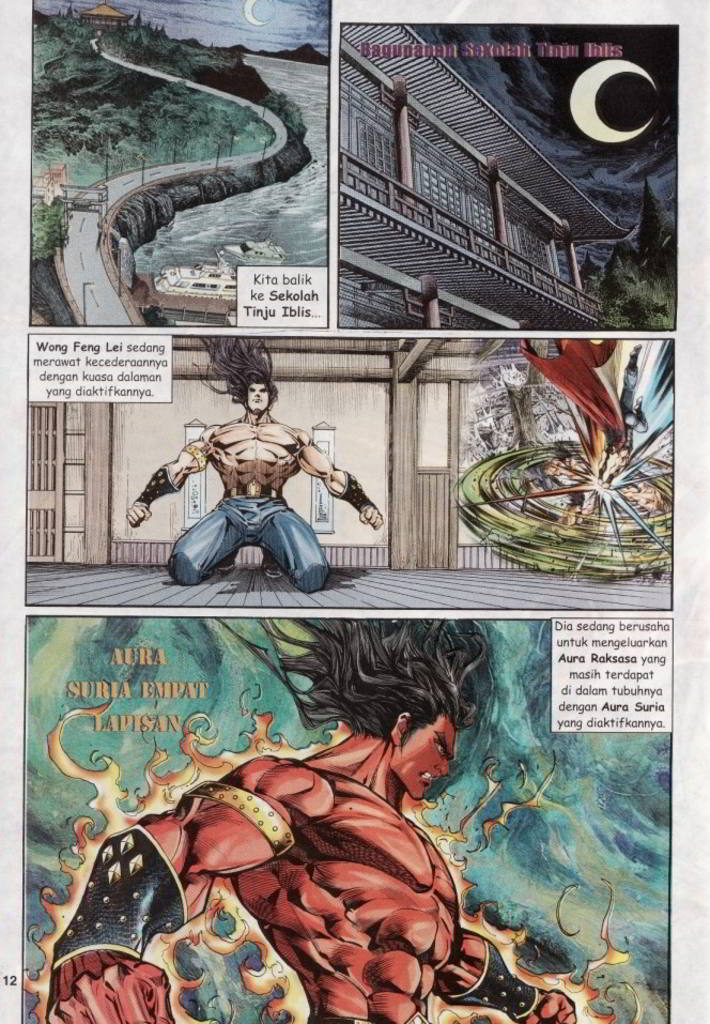 Kita balik
ke Sekolah
Tinju Iblis...
Bagunanan Sekolah Tinju Iblis
Wong Feng Lei sedang
merawat kecederaannya
dengan kuasa dalaman
yang diaktifkannya.
Dia sedang berusaha
untuk mengeluarkan
Aura Raksasa yang
masih terdapat
di dalam tubuhnya
dengan Aura Suria
yang diaktifkannya.
AURA
SURIA EMPAT
LAPISAN
12